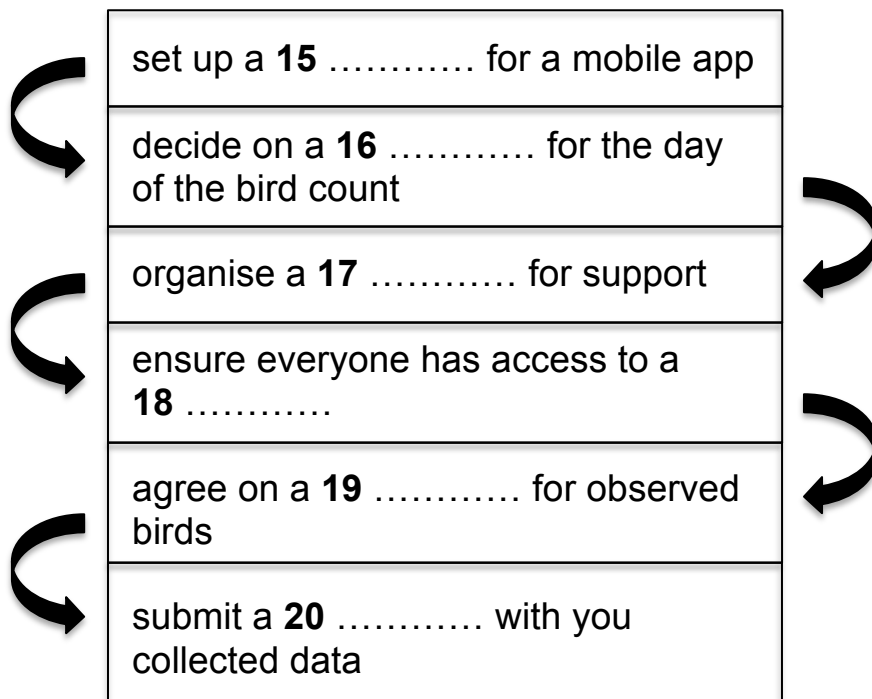 set up a 15 ………… for a mobile app
decide on a 16 ………… for the day
of the bird count
organise a 17 ………… for support
ensure everyone has access to a
18 …………
agree on a 19 ………… for observed
birds
submit a 20 ………… with you
collected data